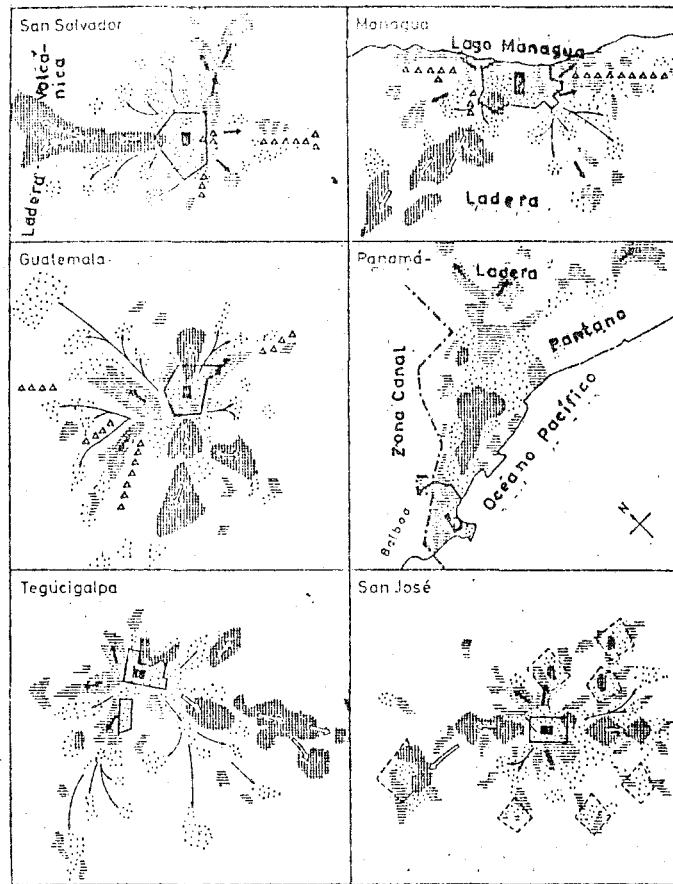 San Salvador
Volcá-
nica
Ladera
Managua
Lago Managua
Ladera
Guatemala
Panamá
Ladera
Pantano
Zona Canal
Océano Pacífico
Balboa
N
Tegucigalpa
San José